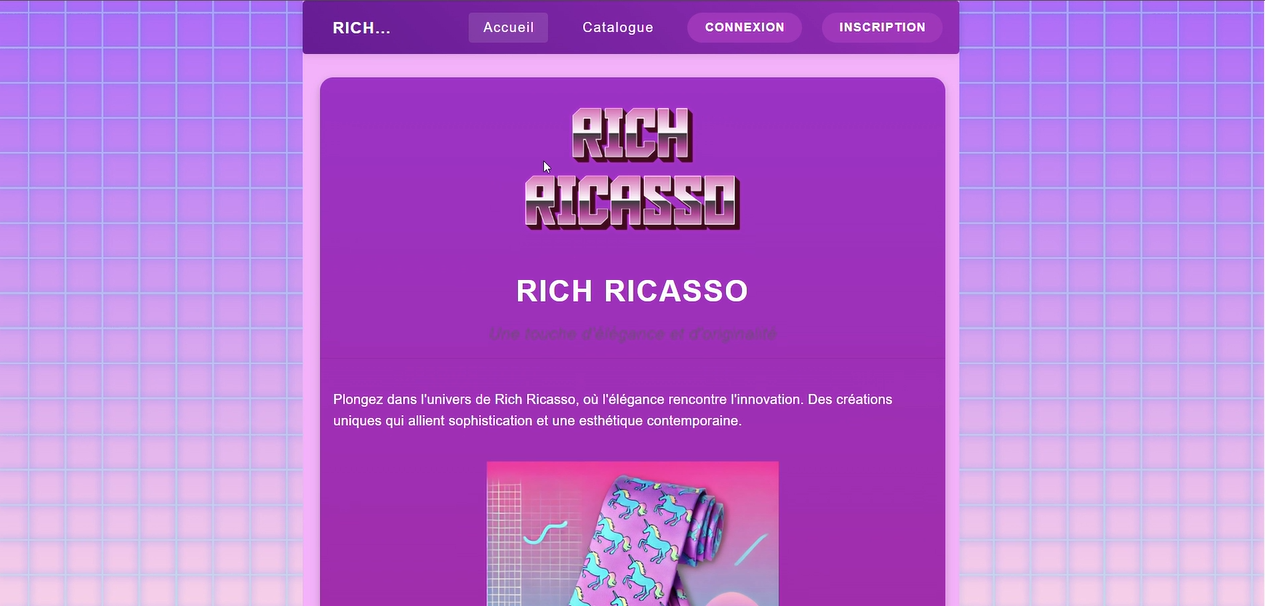 RICH...
Accueil
Catalogue
CONNEXION
INSCRIPTION
RICH
RICASSO
RICH RICASSO
Une touche d'élégance et d'originalité
Plongez dans l'univers de Rich Ricasso, où l'élégance rencontre l'innovation. Des créations
uniques qui allient sophistication et une esthétique contemporaine.